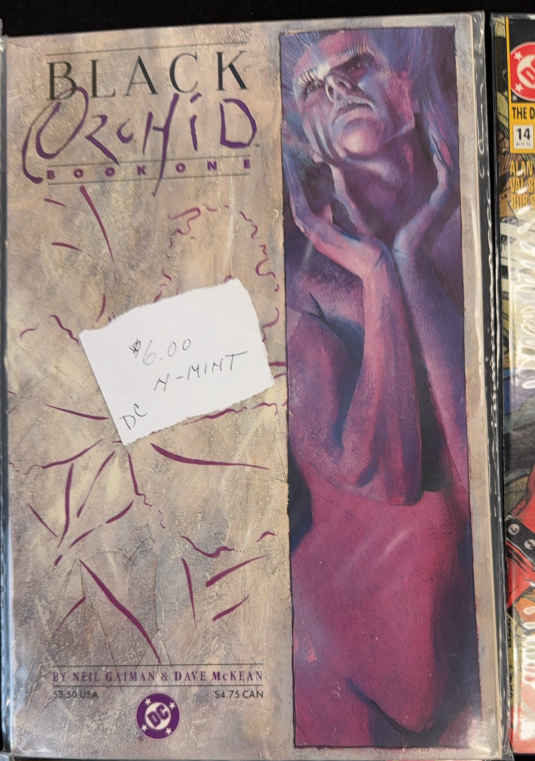 BLACK
ORCHID
BOOK ONE
$6.00
N-MINT
DC
BY NEIL GAIMAN & DAVE McKEAN
$3.50 USA
$4.75 CAN
DC
THE D
14